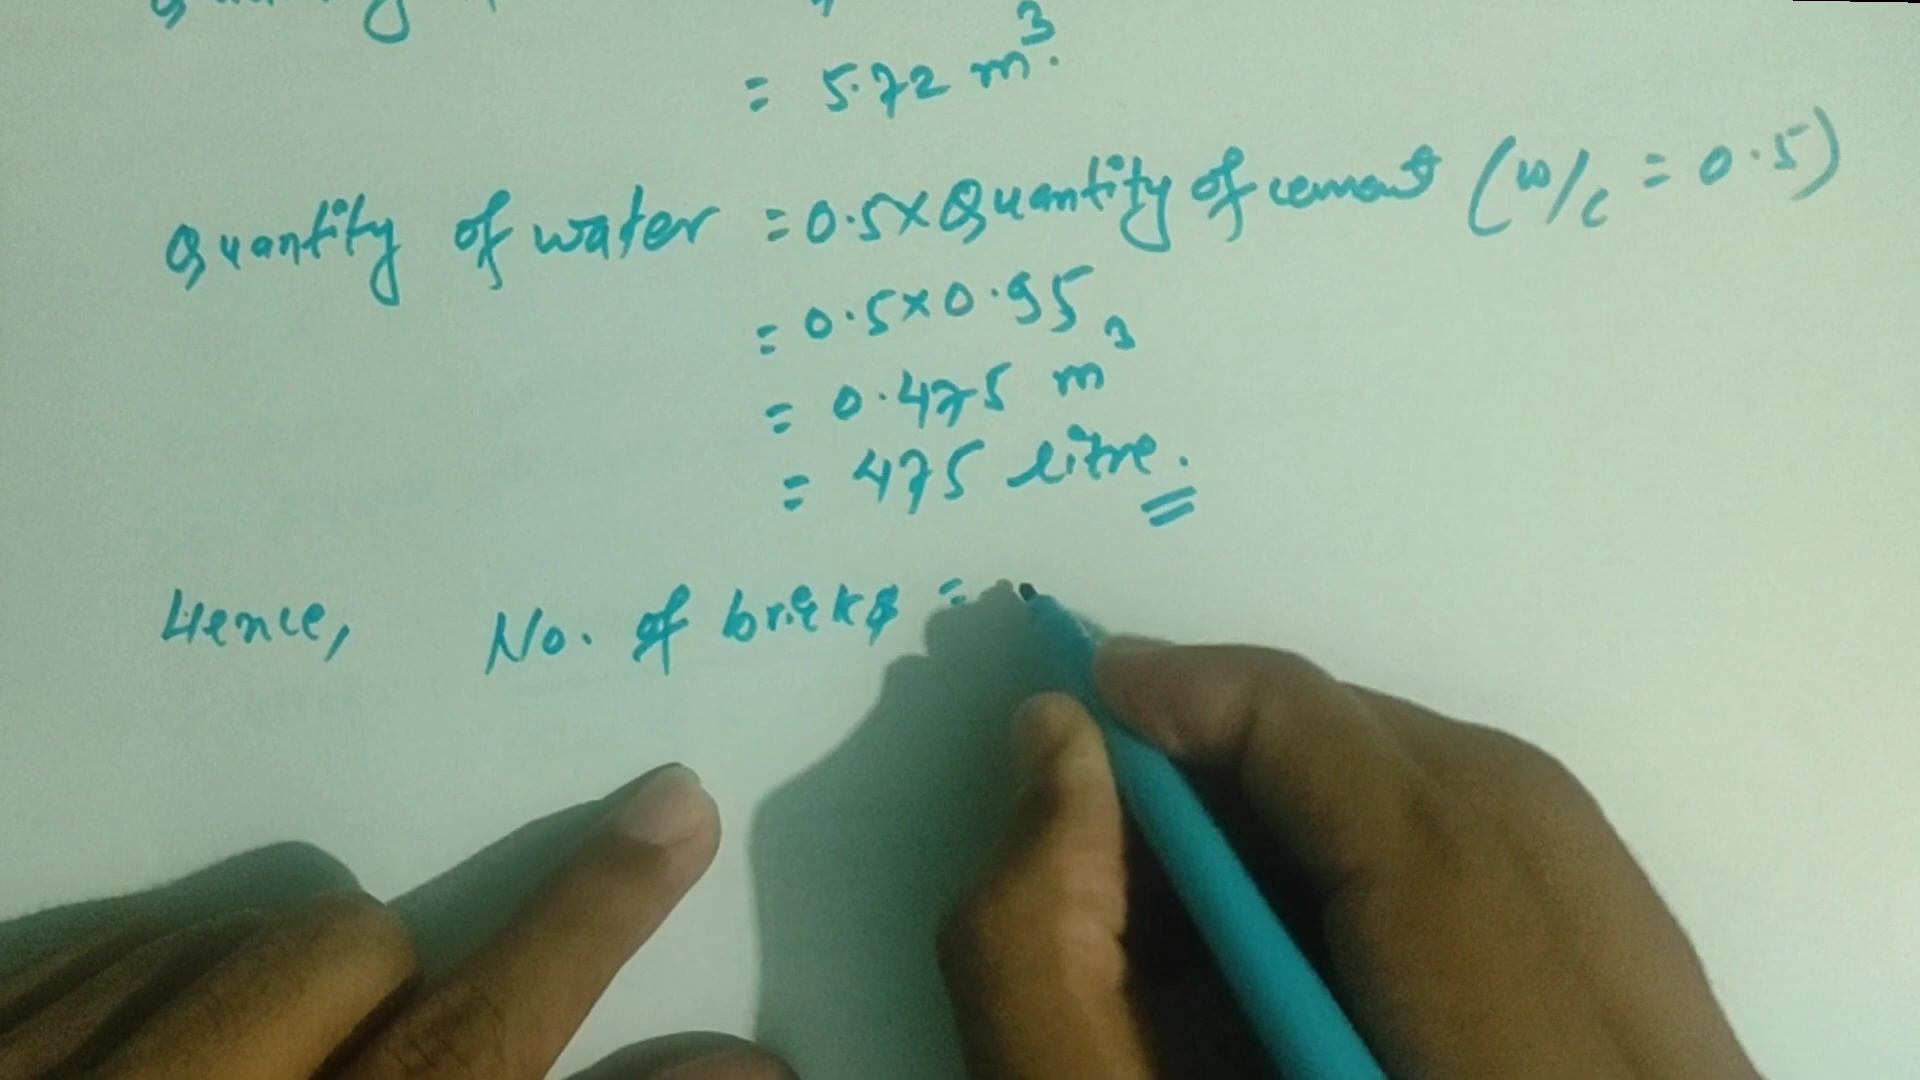 = 5.72 m³.
Quantity of water = 0.5×Quantity of cement (w/c = 0.5)
= 0.5×0.95
= 0.475 m³
= 475 litre.
Hence, No. of bricks =